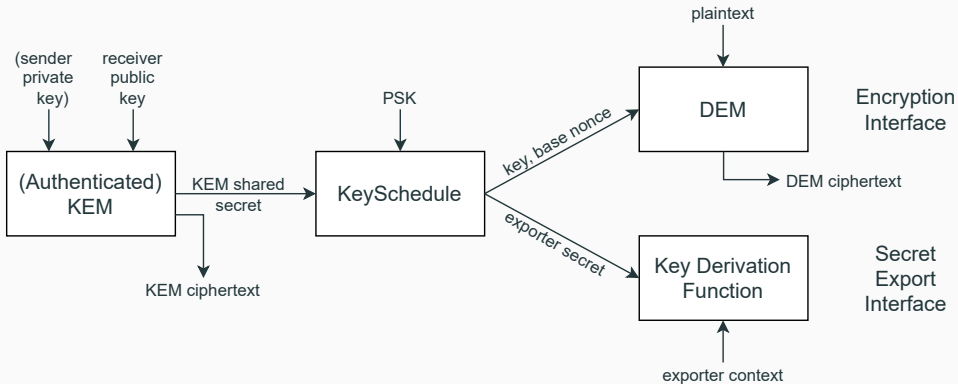 plaintext
(sender
private
key)
receiver
public
key
PSK
key, base nonce
DEM
Encryption
Interface
(Authenticated)
KEM
KEM shared
secret
KeySchedule
DEM ciphertext
exporter secret
KEM ciphertext
Key Derivation
Function
Secret
Export
Interface
exporter context